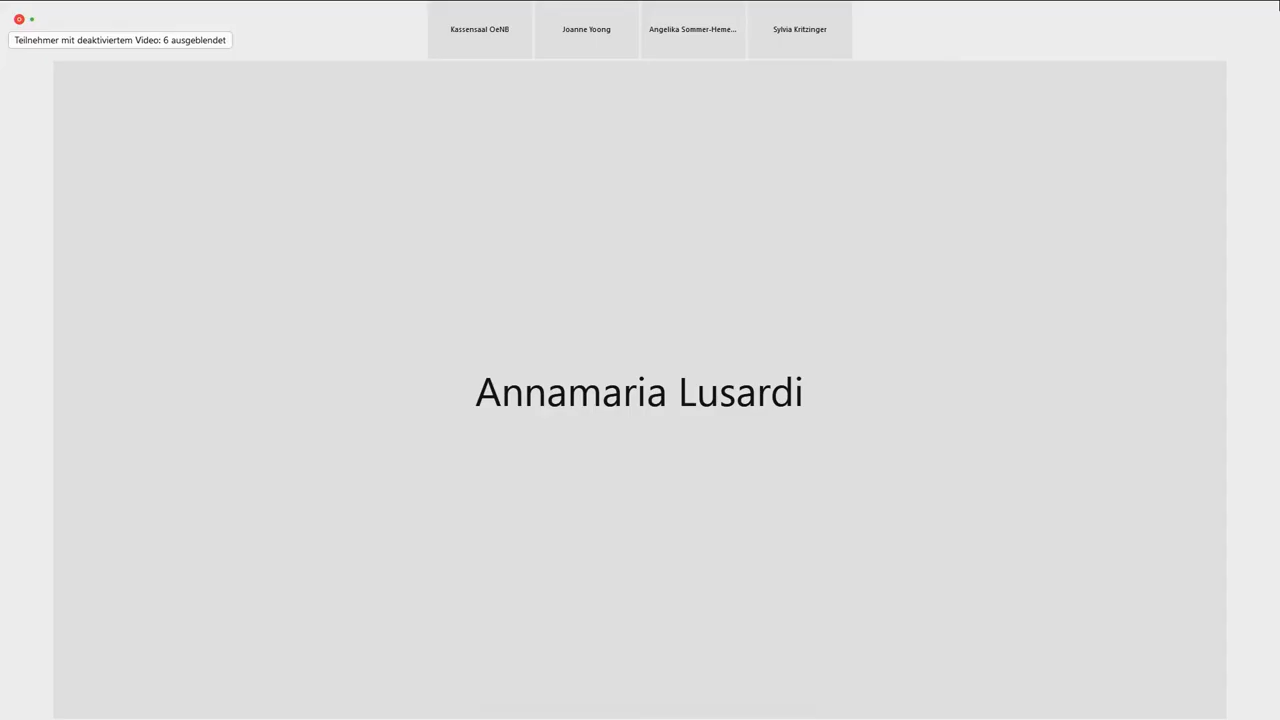 Teilnehmer mit deaktiviertem Video: 6 ausgeblendet
Kassensaal OeNB
Joanne Yoong
Angelika Sommer-Heme...
Sylvia Kritzinger
Annamaria Lusardi